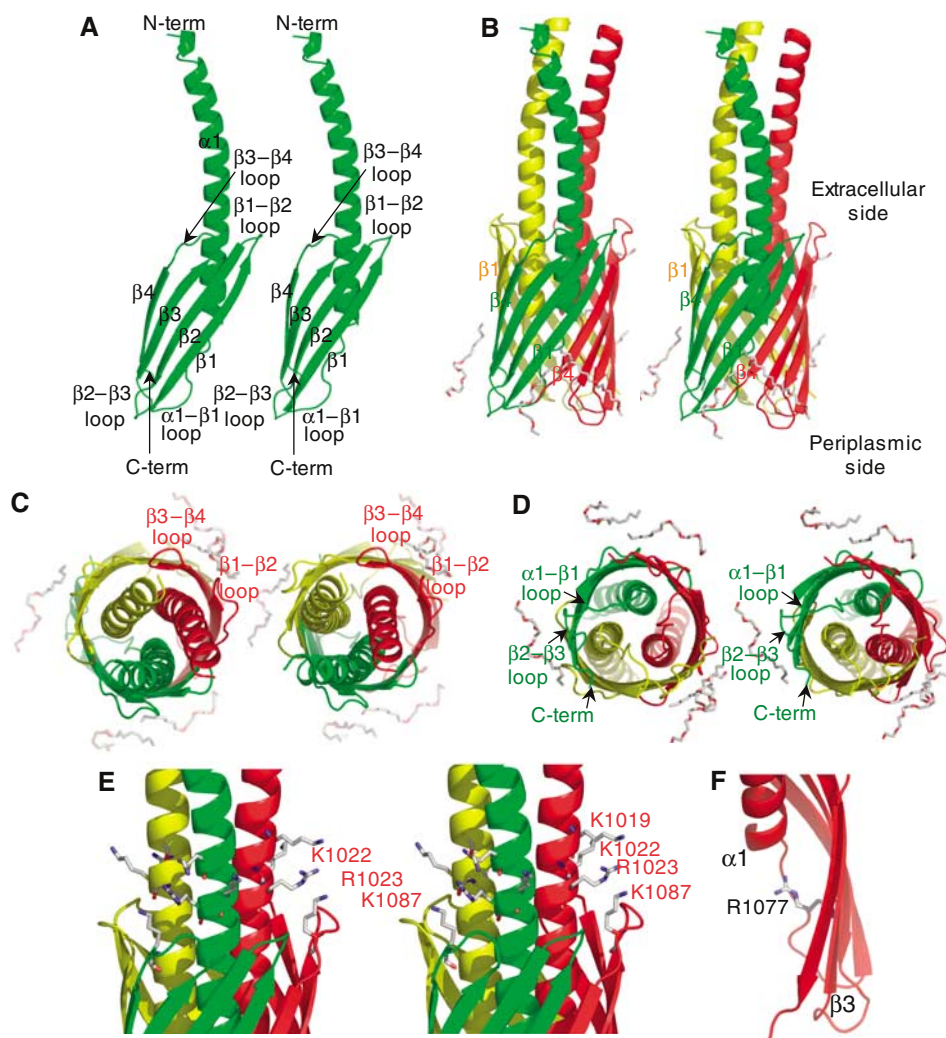 A
N-term
N-term
α1
β3–β4
loop
β3–β4
loop
β1–β2
loop
β1–β2
loop
β4
β3
β2
β1
β4
β3
β2
β1
β2–β3
loop
α1–β1
loop
β2–β3
loop
α1–β1
loop
C-term
C-term
B
Extracellular
side
β1
β4
β1
β4
β1
β4
β1
β4
Periplasmic
side
C
β3–β4
loop
β1–β2
loop
β3–β4
loop
β1–β2
loop
D
α1–β1
loop
β2–β3
loop
C-term
α1–β1
loop
β2–β3
loop
C-term
E
K1022
R1023
K1087
K1019
K1022
R1023
K1087
F
α1
R1077
β3